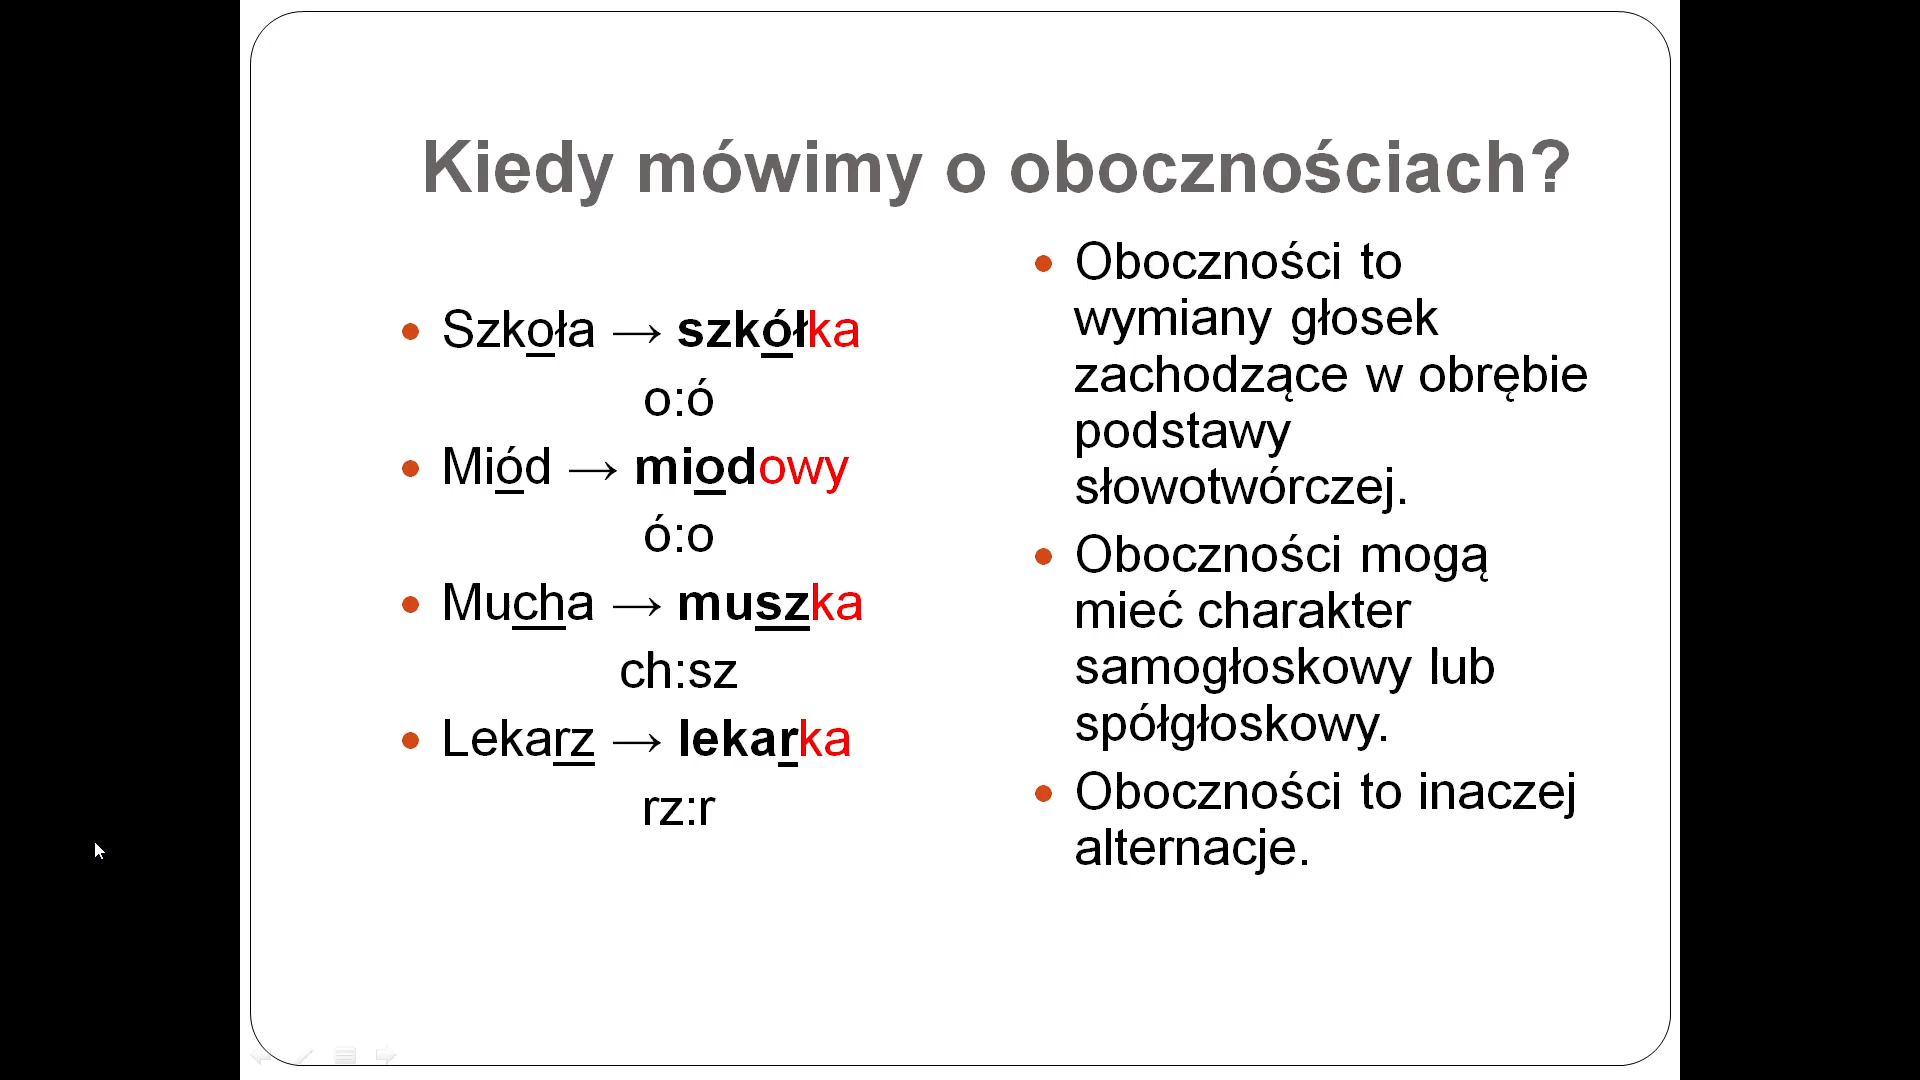 Kiedy mówimy o obocznościach?
Szkoła → szkółka
o:ó
Miód → miodowy
ó:o
Mucha → muszka
ch:sz
Lekarz → lekarka
rz:r
Oboczności to
wymiany głosek
zachodzące w obrębie
podstawy
słowotwórczej.
Oboczności mogą
mieć charakter
samogłoskowy lub
spółgłoskowy.
Oboczności to inaczej
alternacje.